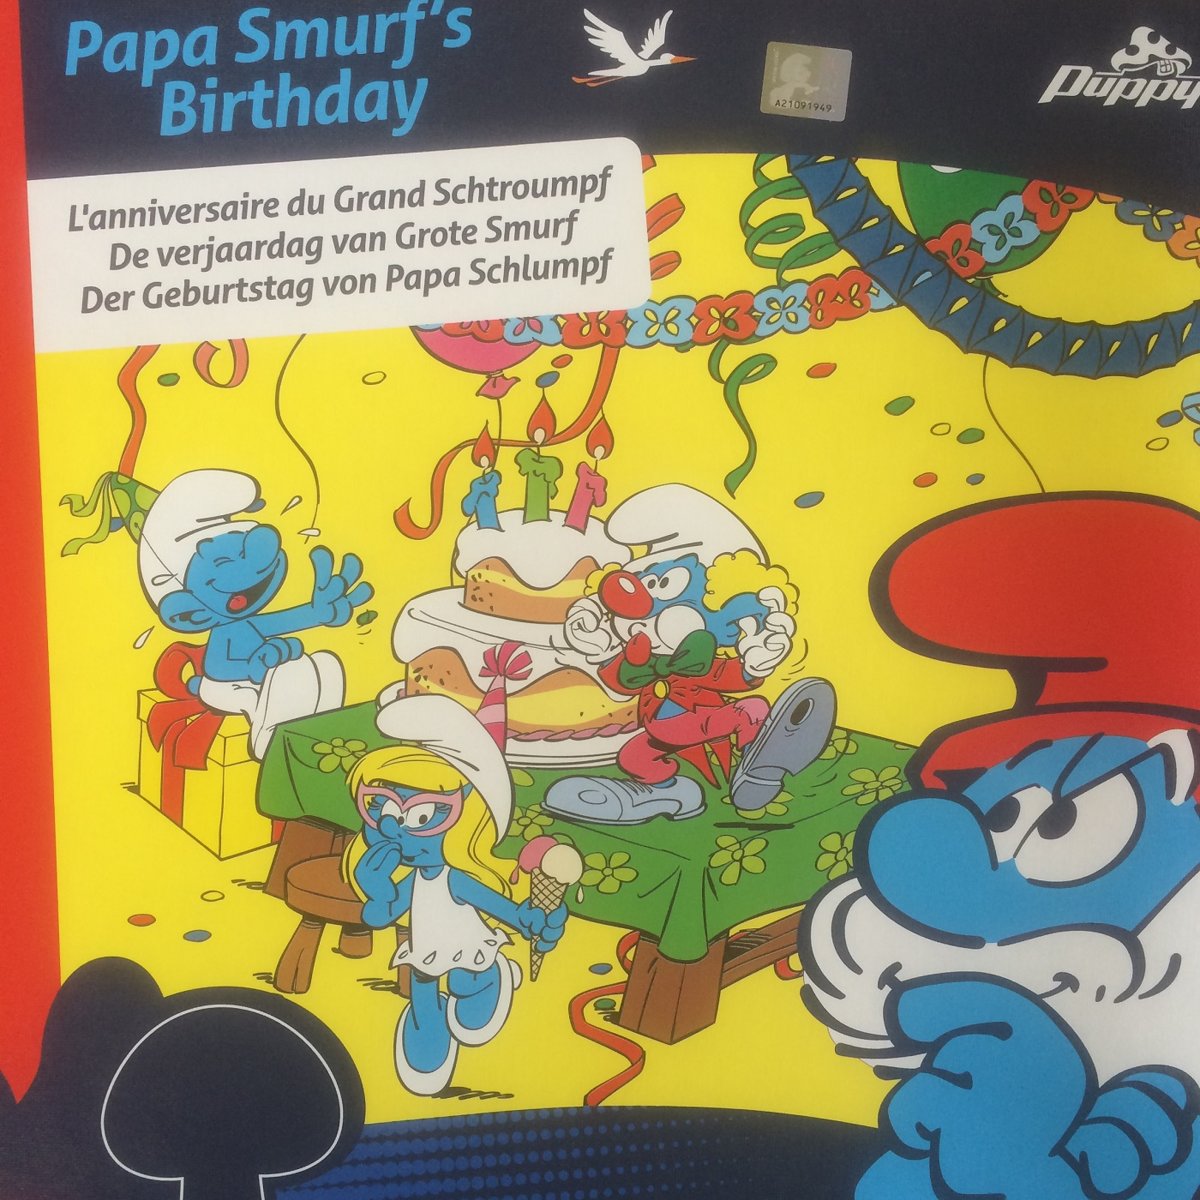 Papa Smurf's
Birthday
A21091949
Puppy
L'anniversaire du Grand Schtroumpf
De verjaardag van Grote Smurf
Der Geburtstag von Papa Schlumpf